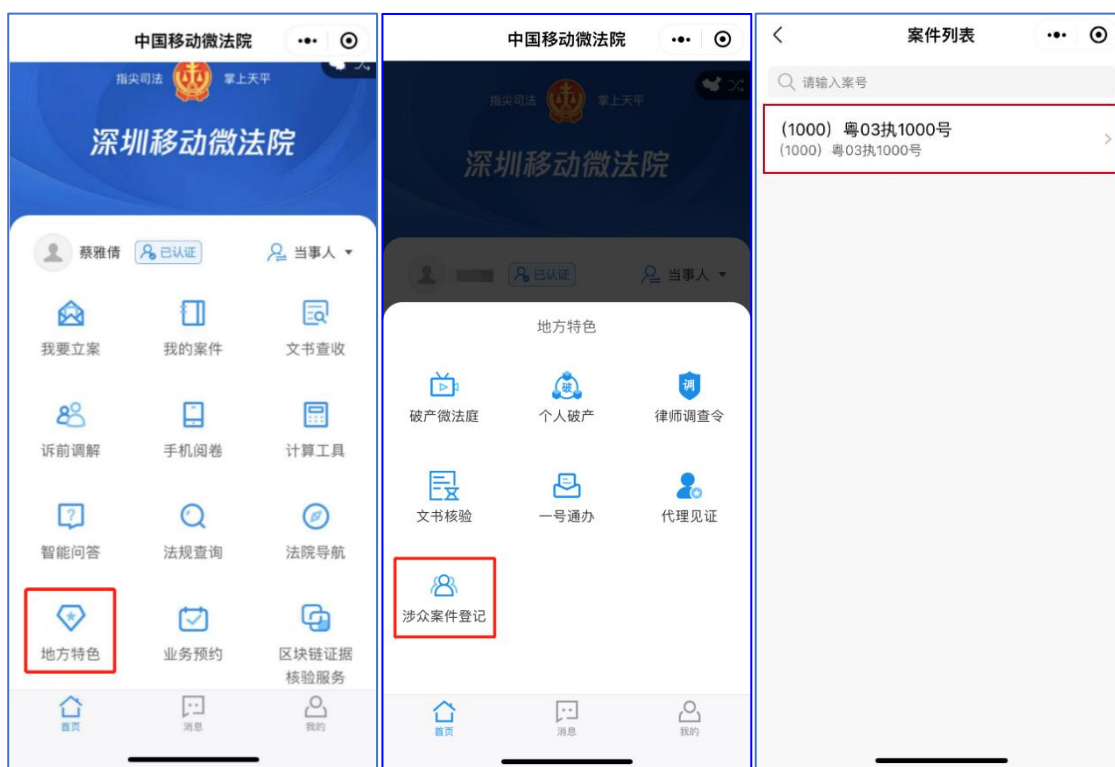 中国移动微法院
指尖司法
掌上天平
深圳移动微法院
蔡雅倩
已认证
当事人
我要立案
我的案件
文书查收
诉前调解
手机阅卷
计算工具
智能问答
法规查询
法院导航
地方特色
业务预约
区块链证据
核验服务
首页
消息
我的
中国移动微法院
指尖司法
掌上天平
深圳移动微法院
已认证
当事人
地方特色
破产微法庭
破
个人破产
调
律师调查令
文书核验
一号通办
代理见证
涉众案件登记
首页
消息
我的
案件列表
请输入案号
(1000) 粤03执1000号
(1000) 粤03执1000号